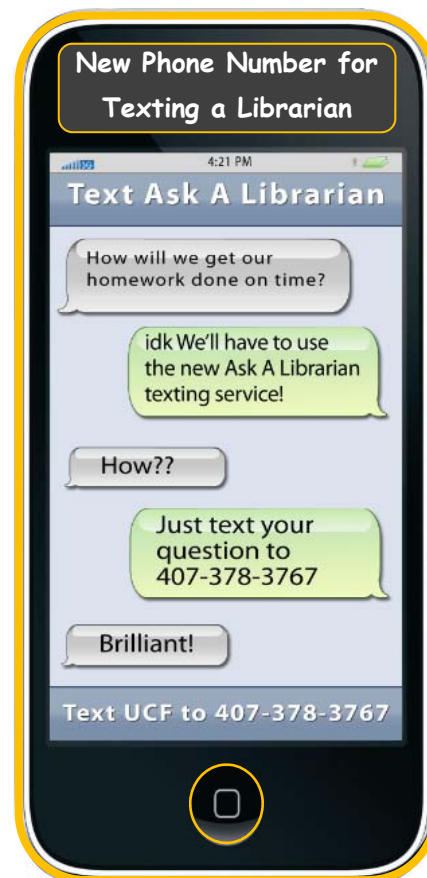 New Phone Number for
Texting a Librarian
3G
4:21 PM
Text Ask A Librarian
How will we get our
homework done on time?
idk We'll have to use
the new Ask A Librarian
texting service!
How??
Just text your
question to
407-378-3767
Brilliant!
Text UCF to 407-378-3767